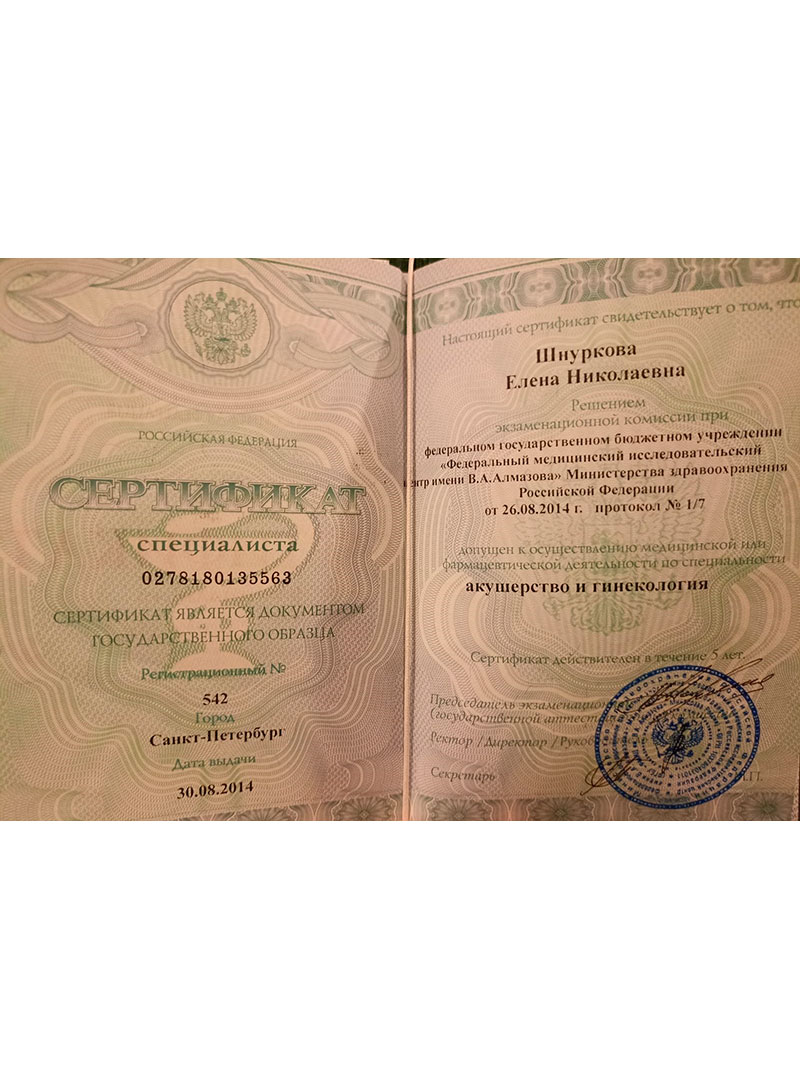 РОССИЙСКАЯ ФЕДЕРАЦИЯ
СЕРТИФИКАТ
специалиста
0278180135563
СЕРТИФИКАТ ЯВЛЯЕТСЯ ДОКУМЕНТОМ
ГОСУДАРСТВЕННОГО ОБРАЗЦА
Регистрационный №
542
Город
Санкт-Петербург
Дата выдачи
30.08.2014
Настоящий сертификат свидетельствует о том, что
Шнуркова
Елена Николаевна
Решением
экзаменационной комиссии при
федеральном государственном бюджетном учреждении
«Федеральный медицинский исследовательский
центр имени В.А.Алмазова» Министерства здравоохранения
Российской Федерации
от 26.08.2014 г. протокол № 1/7
допущен к осуществлению медицинской или
фармацевтической деятельности по специальности
акушерство и гинекология
Сертификат действителен в течение 5 лет.
Председатель экзаменацион
(государственной аттест
Ректор / Директор / Руков
Секретарь